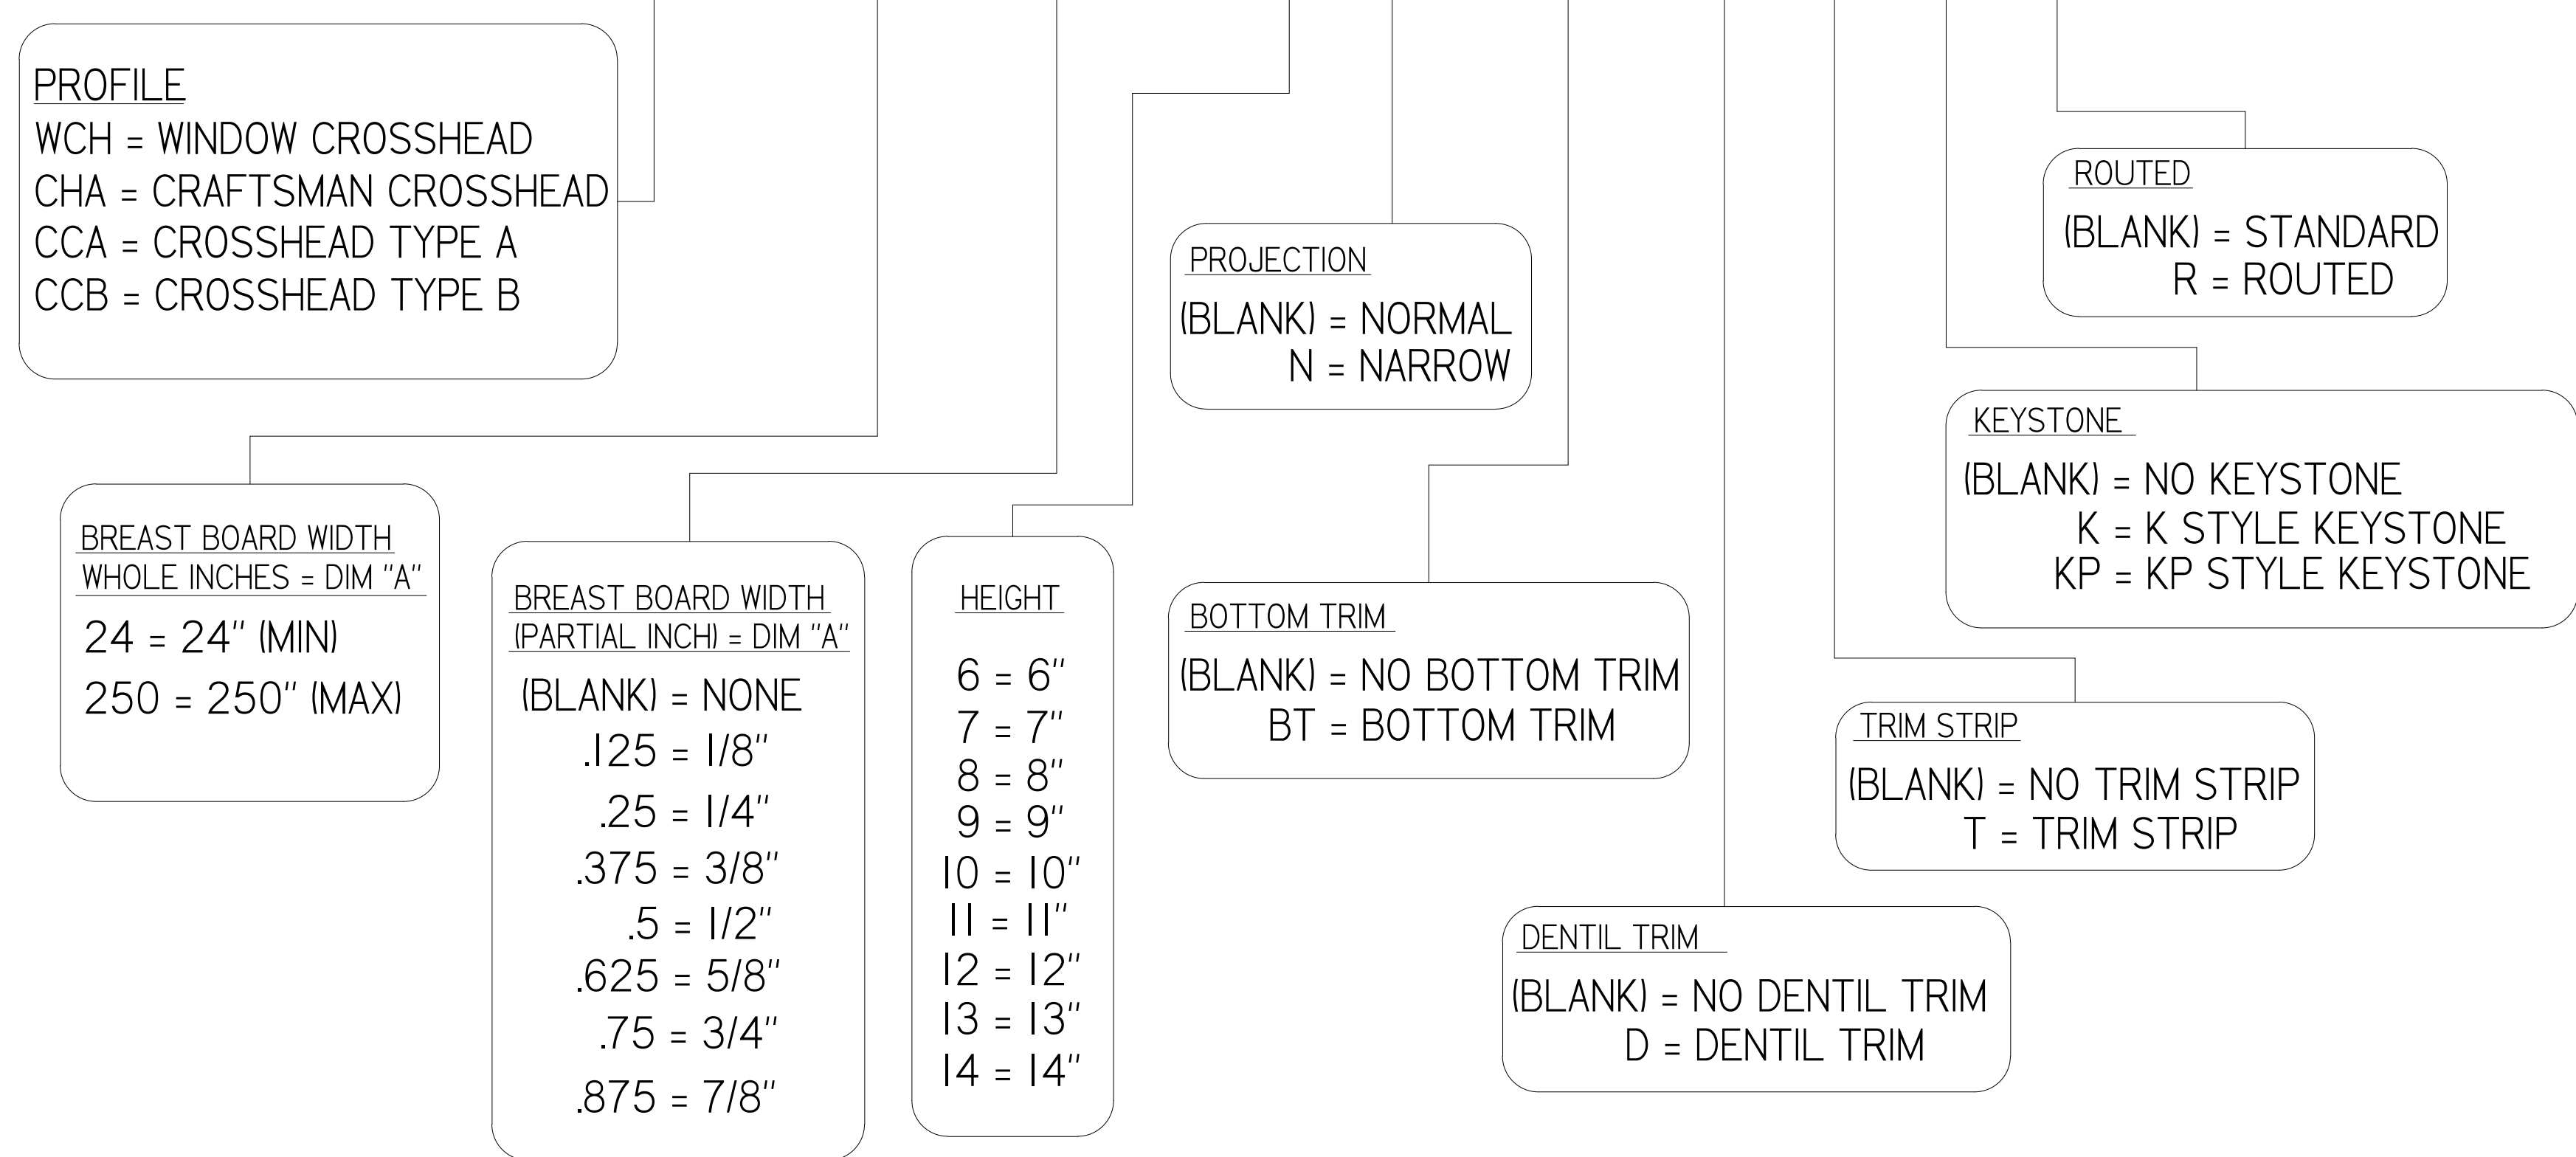 PROFILE
WCH = WINDOW CROSSHEAD
CHA = CRAFTSMAN CROSSHEAD
CCA = CROSSHEAD TYPE A
CCB = CROSSHEAD TYPE B
BREAST BOARD WIDTH
WHOLE INCHES = DIM "A"
24 = 24" (MIN)
250 = 250" (MAX)
BREAST BOARD WIDTH
(PARTIAL INCH) = DIM "A"
(BLANK) = NONE
.125 = 1/8"
.25 = 1/4"
.375 = 3/8"
.5 = 1/2"
.625 = 5/8"
.75 = 3/4"
.875 = 7/8"
HEIGHT
6 = 6"
7 = 7"
8 = 8"
9 = 9"
10 = 10"
11 = 11"
12 = 12"
13 = 13"
14 = 14"
PROJECTION
(BLANK) = NORMAL
N = NARROW
BOTTOM TRIM
(BLANK) = NO BOTTOM TRIM
BT = BOTTOM TRIM
DENTIL TRIM
(BLANK) = NO DENTIL TRIM
D = DENTIL TRIM
TRIM STRIP
(BLANK) = NO TRIM STRIP
T = TRIM STRIP
KEYSTONE
(BLANK) = NO KEYSTONE
K = K STYLE KEYSTONE
KP = KP STYLE KEYSTONE
ROUTED
(BLANK) = STANDARD
R = ROUTED